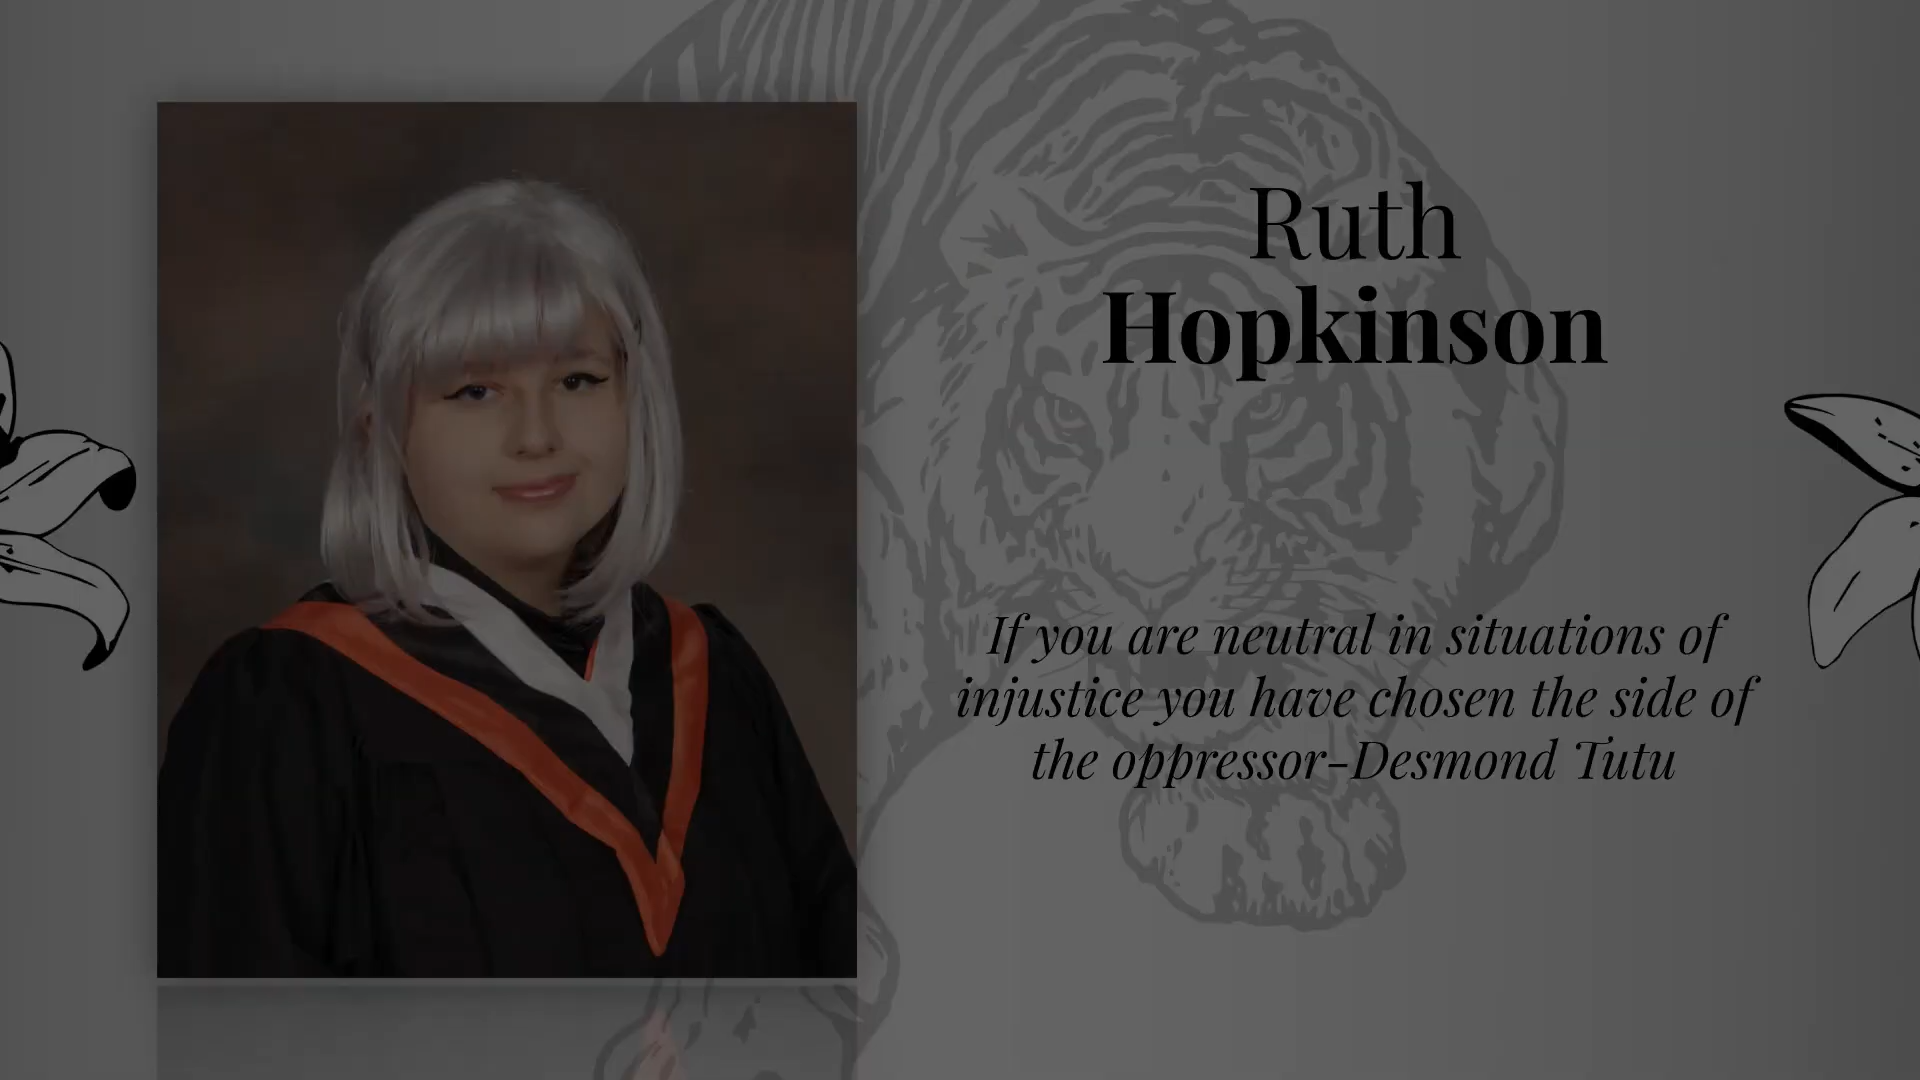 Ruth
Hopkinson
If you are neutral in situations of
injustice you have chosen the side of
the oppressor-Desmond Tutu